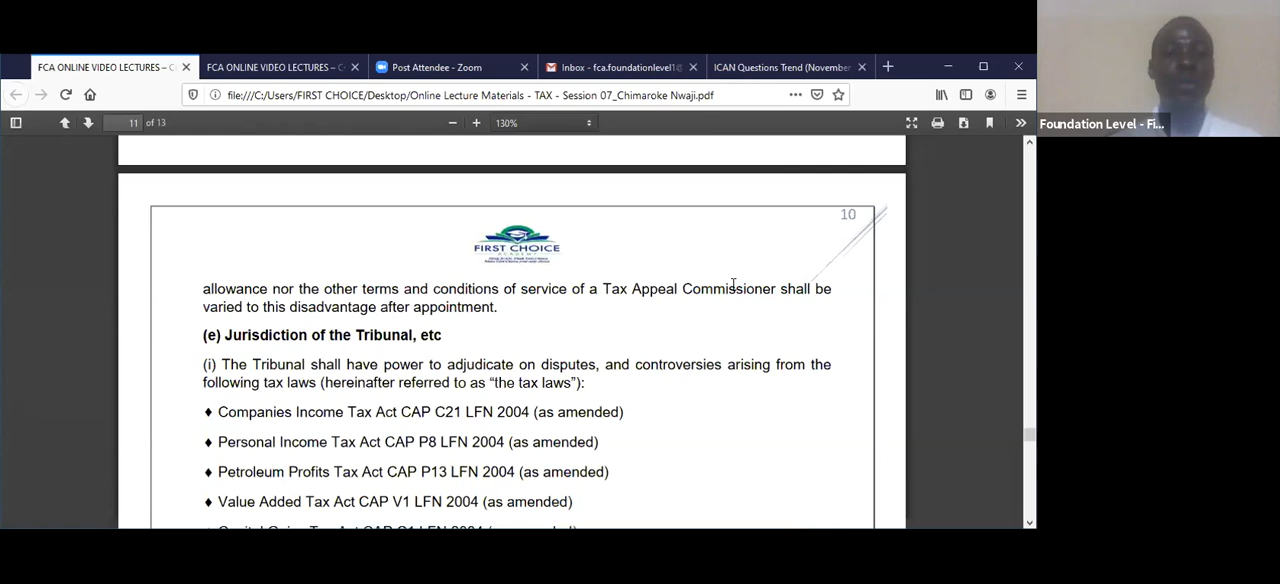 FCA ONLINE VIDEO LECTURES – C
FCA ONLINE VIDEO LECTURES – C
Post Attendee - Zoom
Inbox - fca.foundationlevel1@
ICAN Questions Trend (November
file:///C:/Users/FIRST CHOICE/Desktop/Online Lecture Materials - TAX - Session 07_Chimaroke Nwaji.pdf
11 of 13
130%
Foundation Level - Fi...
10
FIRST CHOICE
ACADEMY
allowance nor the other terms and conditions of service of a Tax Appeal Commissioner shall be
varied to this disadvantage after appointment.
(e) Jurisdiction of the Tribunal, etc
(i) The Tribunal shall have power to adjudicate on disputes, and controversies arising from the
following tax laws (hereinafter referred to as “the tax laws”):
♦ Companies Income Tax Act CAP C21 LFN 2004 (as amended)
♦ Personal Income Tax Act CAP P8 LFN 2004 (as amended)
♦ Petroleum Profits Tax Act CAP P13 LFN 2004 (as amended)
♦ Value Added Tax Act CAP V1 LFN 2004 (as amended)